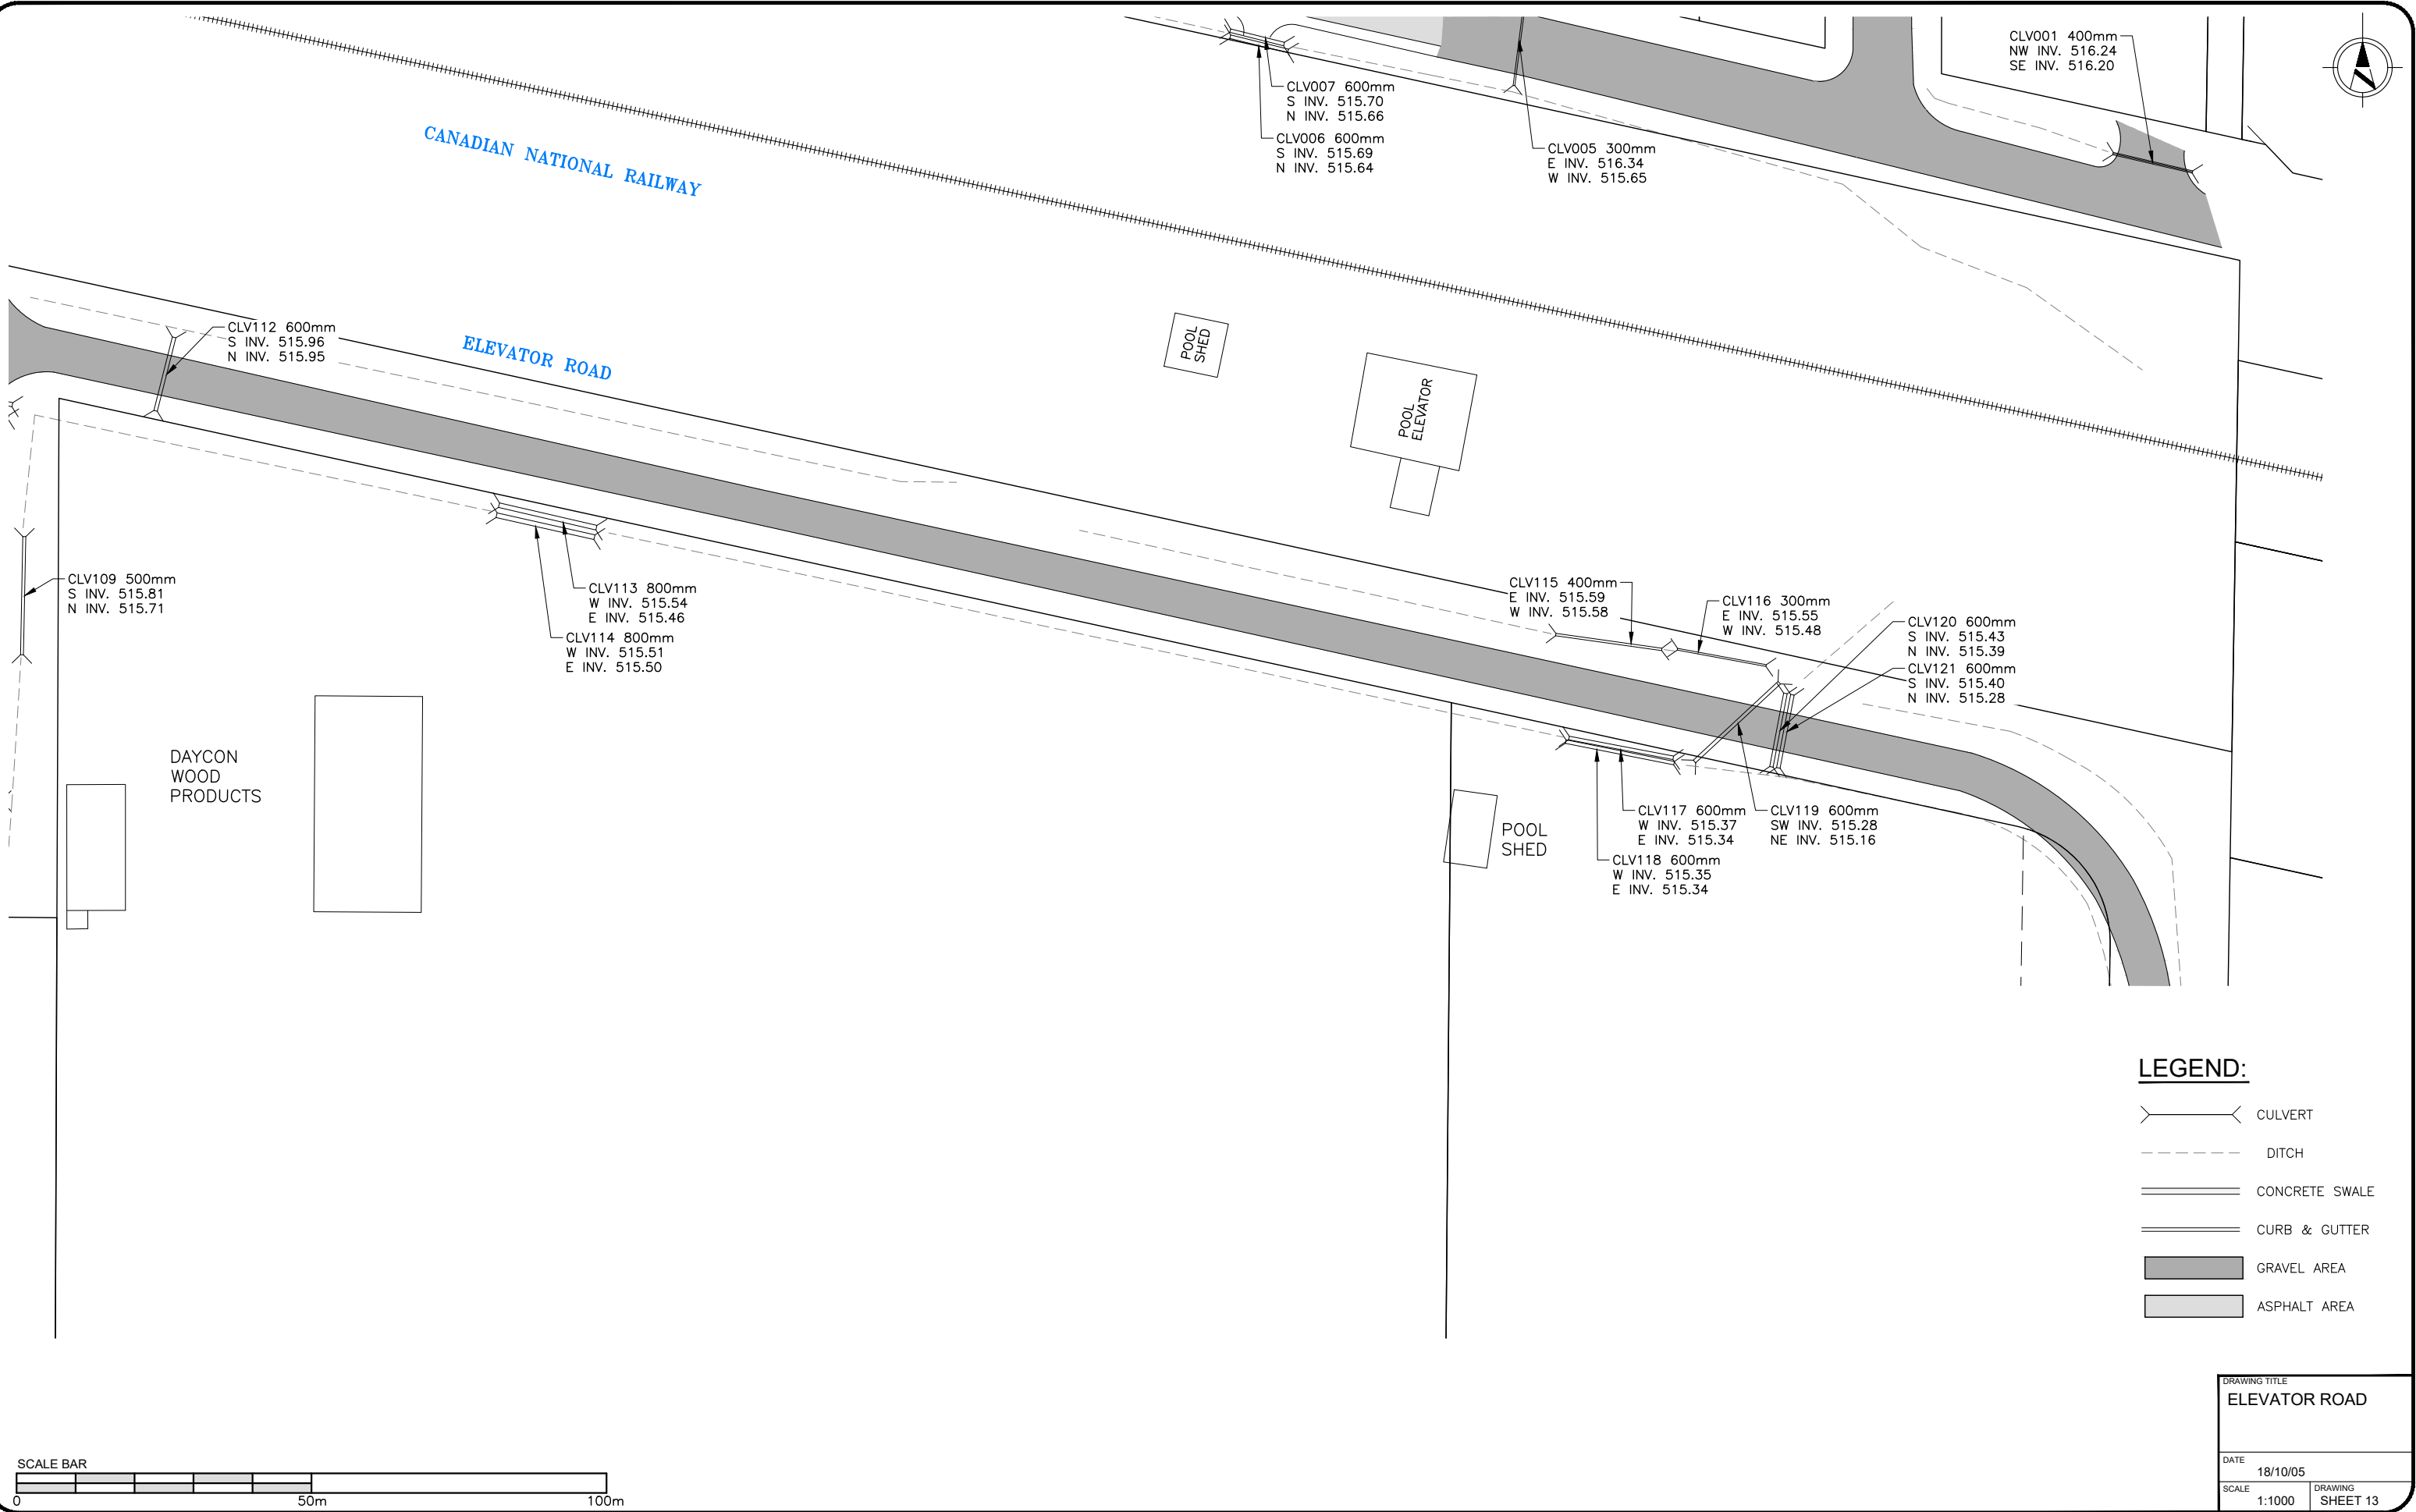 CLV001 400mm
NW INV. 516.24
SE INV. 516.20
CLV007 600mm
S INV. 515.70
N INV. 515.66
CLV006 600mm
S INV. 515.69
N INV. 515.64
CLV005 300mm
E INV. 516.34
W INV. 515.65
CANADIAN NATIONAL RAILWAY
CLV112 600mm
S INV. 515.96
N INV. 515.95
ELEVATOR ROAD
POOL
SHED
POOL
ELEVATOR
CLV109 500mm
S INV. 515.81
N INV. 515.71
CLV113 800mm
W INV. 515.54
E INV. 515.46
CLV114 800mm
W INV. 515.51
E INV. 515.50
CLV115 400mm
E INV. 515.59
W INV. 515.58
CLV116 300mm
E INV. 515.55
W INV. 515.48
CLV120 600mm
S INV. 515.43
N INV. 515.39
CLV121 600mm
S INV. 515.40
N INV. 515.28
DAYCON
WOOD
PRODUCTS
POOL
SHED
CLV117 600mm
W INV. 515.37
E INV. 515.34
CLV119 600mm
SW INV. 515.28
NE INV. 515.16
CLV118 600mm
W INV. 515.35
E INV. 515.34
LEGEND:
CULVERT
DITCH
CONCRETE SWALE
CURB & GUTTER
GRAVEL AREA
ASPHALT AREA
SCALE BAR
0 50m 100m
DRAWING TITLE
ELEVATOR ROAD
DATE
18/10/05
SCALE
1:1000
DRAWING
SHEET 13